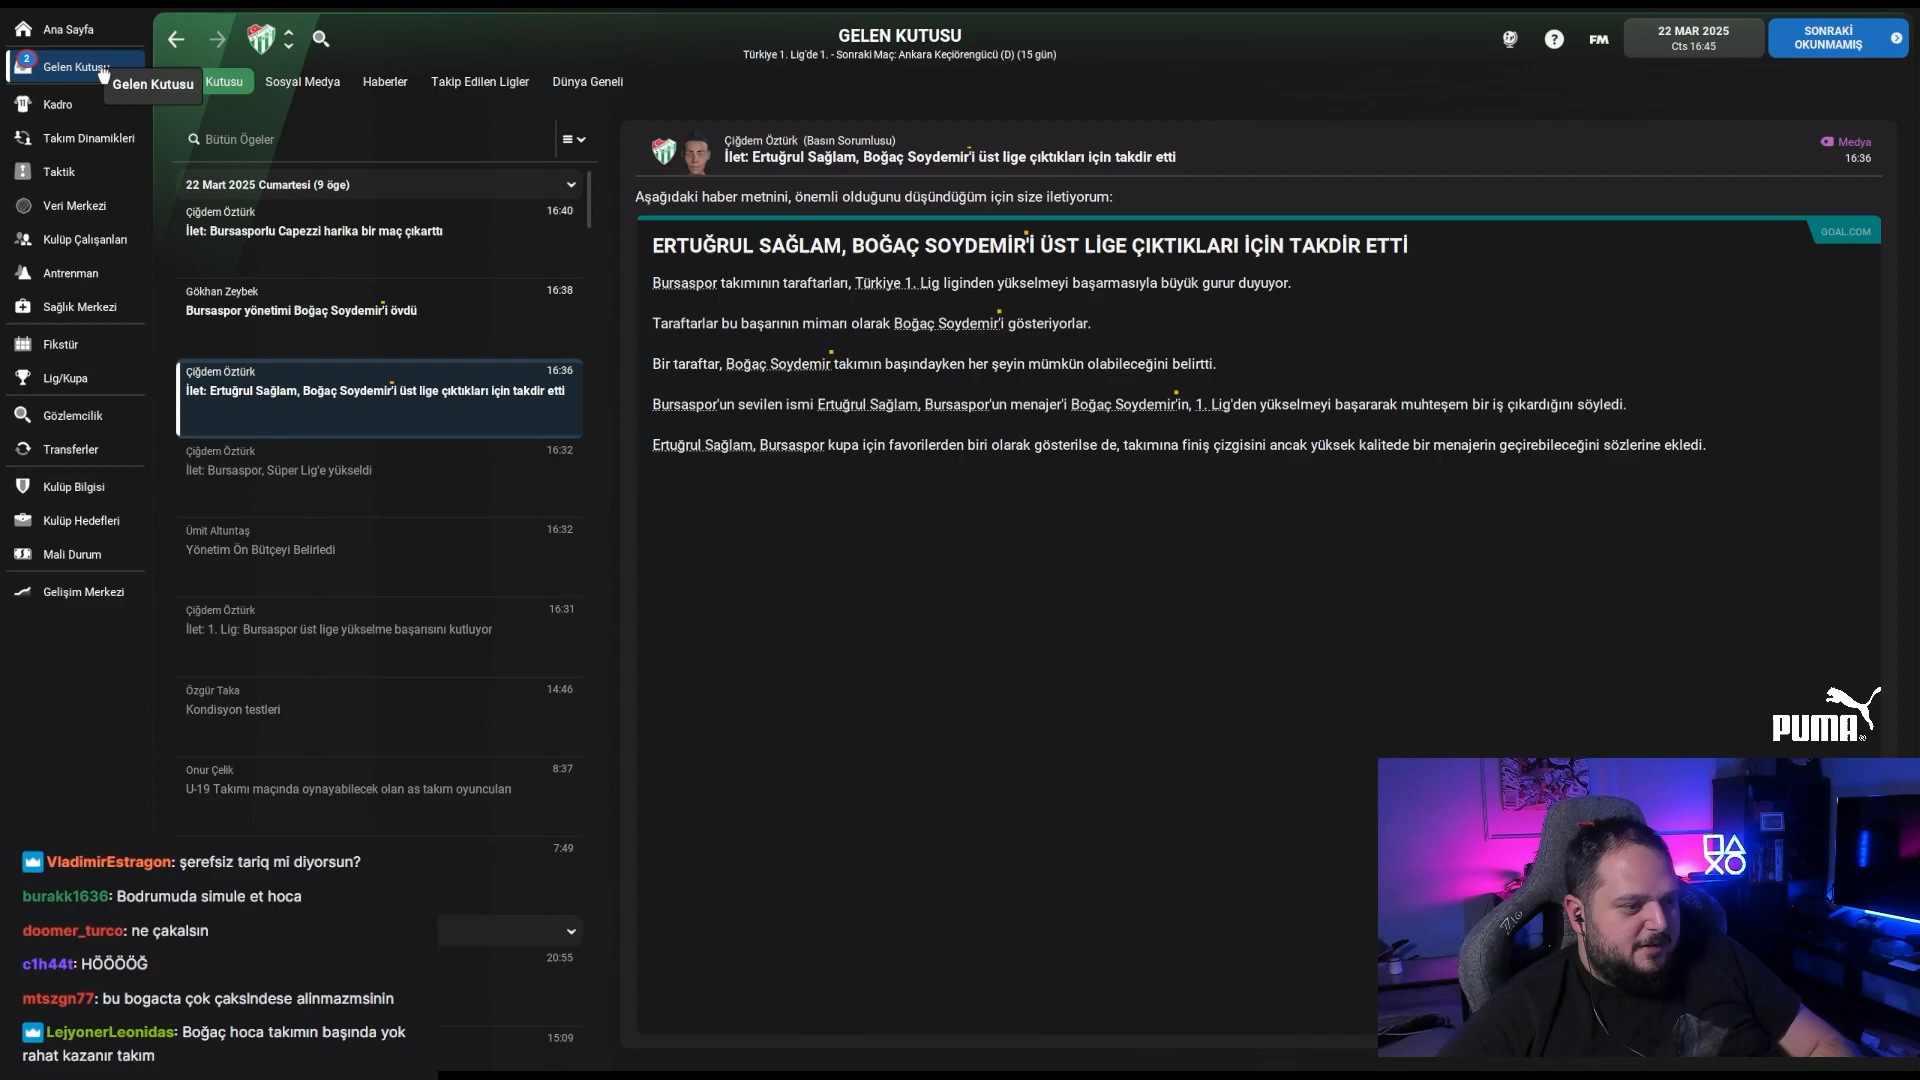 Ana Sayfa
2
Gelen Kutusu
Gelen Kutusu
Kadro
Takım Dinamikleri
Taktik
Veri Merkezi
Kulüp Çalışanları
Antrenman
Sağlık Merkezi
Fikstür
Lig/Kupa
Gözlemcilik
Transferler
Kulüp Bilgisi
Kulüp Hedefleri
Mali Durum
Gelişim Merkezi
GELEN KUTUSU
Türkiye 1. Lig'de 1. - Sonraki Maç: Ankara Keçiörengücü (D) (15 gün)
?
FM
22 MAR 2025
Cts 16:45
SONRAKİ
OKUNMAMIŞ
Kutusu Sosyal Medya Haberler Takip Edilen Ligler Dünya Geneli
Bütün Ögeler
22 Mart 2025 Cumartesi (9 öge)
Çiğdem Öztürk 16:40
İlet: Bursasporlu Capezzi harika bir maç çıkarttı
Gökhan Zeybek 16:38
Bursaspor yönetimi Boğaç Soydemir'i övdü
Çiğdem Öztürk 16:36
İlet: Ertuğrul Sağlam, Boğaç Soydemir'i üst lige çıktıkları için takdir etti
Çiğdem Öztürk 16:32
İlet: Bursaspor, Süper Lig'e yükseldi
Ümit Altuntaş 16:32
Yönetim Ön Bütçeyi Belirledi
Çiğdem Öztürk 16:31
İlet: 1. Lig: Bursaspor üst lige yükselme başarısını kutluyor
Özgür Taka 14:46
Kondisyon testleri
Onur Çelik 8:37
U-19 Takımı maçında oynayabilecek olan as takım oyuncuları
7:49
20:55
15:09
Çiğdem Öztürk (Basın Sorumlusu)
İlet: Ertuğrul Sağlam, Boğaç Soydemir'i üst lige çıktıkları için takdir etti
Medya
16:36
Aşağıdaki haber metnini, önemli olduğunu düşündüğüm için size iletiyorum:
GOAL.COM
ERTUĞRUL SAĞLAM, BOĞAÇ SOYDEMİR'İ ÜST LİGE ÇIKTIKLARI İÇİN TAKDİR ETTİ
Bursaspor takımının taraftarları, Türkiye 1. Lig liginden yükselmeyi başarmasıyla büyük gurur duyuyor.
Taraftarlar bu başarının mimarı olarak Boğaç Soydemir'i gösteriyorlar.
Bir taraftar, Boğaç Soydemir takımın başındayken her şeyin mümkün olabileceğini belirtti.
Bursaspor'un sevilen ismi Ertuğrul Sağlam, Bursaspor'un menajer'i Boğaç Soydemir'in, 1. Lig'den yükselmeyi başararak muhteşem bir iş çıkardığını söyledi.
Ertuğrul Sağlam, Bursaspor kupa için favorilerden biri olarak gösterilse de, takımına finiş çizgisini ancak yüksek kalitede bir menajerin geçirebileceğini sözlerine ekledi.
PUMA
VladimirEstragon: şerefsiz tariq mi diyorsun?
burakk1636: Bodrumuda simule et hoca
doomer_turco: ne çakalsın
c1h44t: HÖÖÖÖĞ
mtszgn77: bu bogacta çok çakslndese alinmazmsinin
LejyonerLeonidas: Boğaç hoca takımın başında yok
rahat kazanır takım